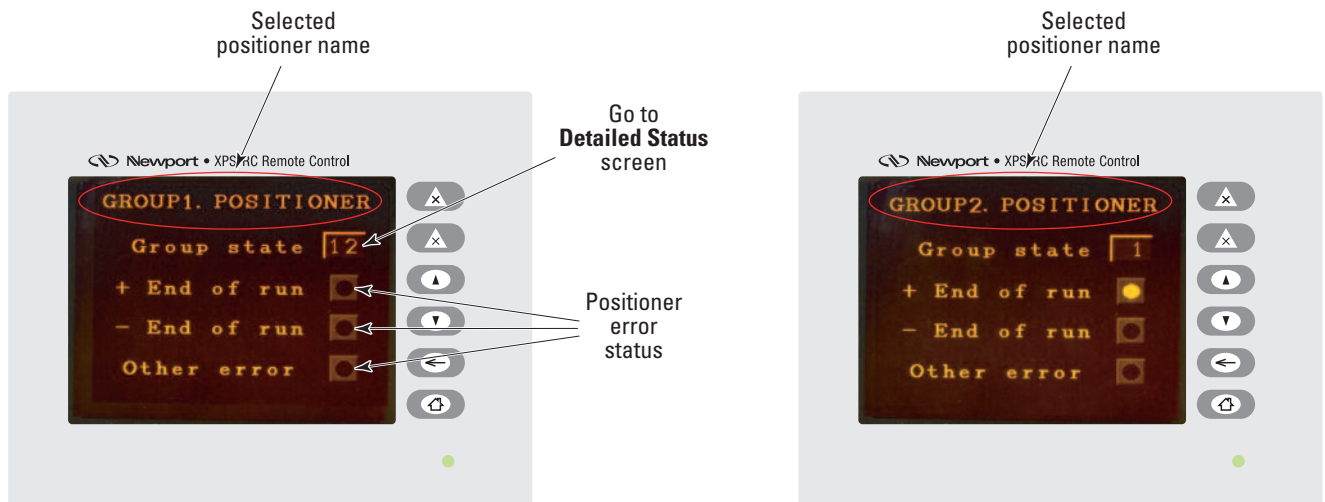 Selected
positioner name
Newport • XPS/RC Remote Control
GROUP1. POSITIONER
Group state 12
+ End of run
- End of run
Other error
Go to
Detailed Status
screen
Positioner
error
status
Selected
positioner name
Newport • XPS/RC Remote Control
GROUP2. POSITIONER
Group state 1
+ End of run
- End of run
Other error